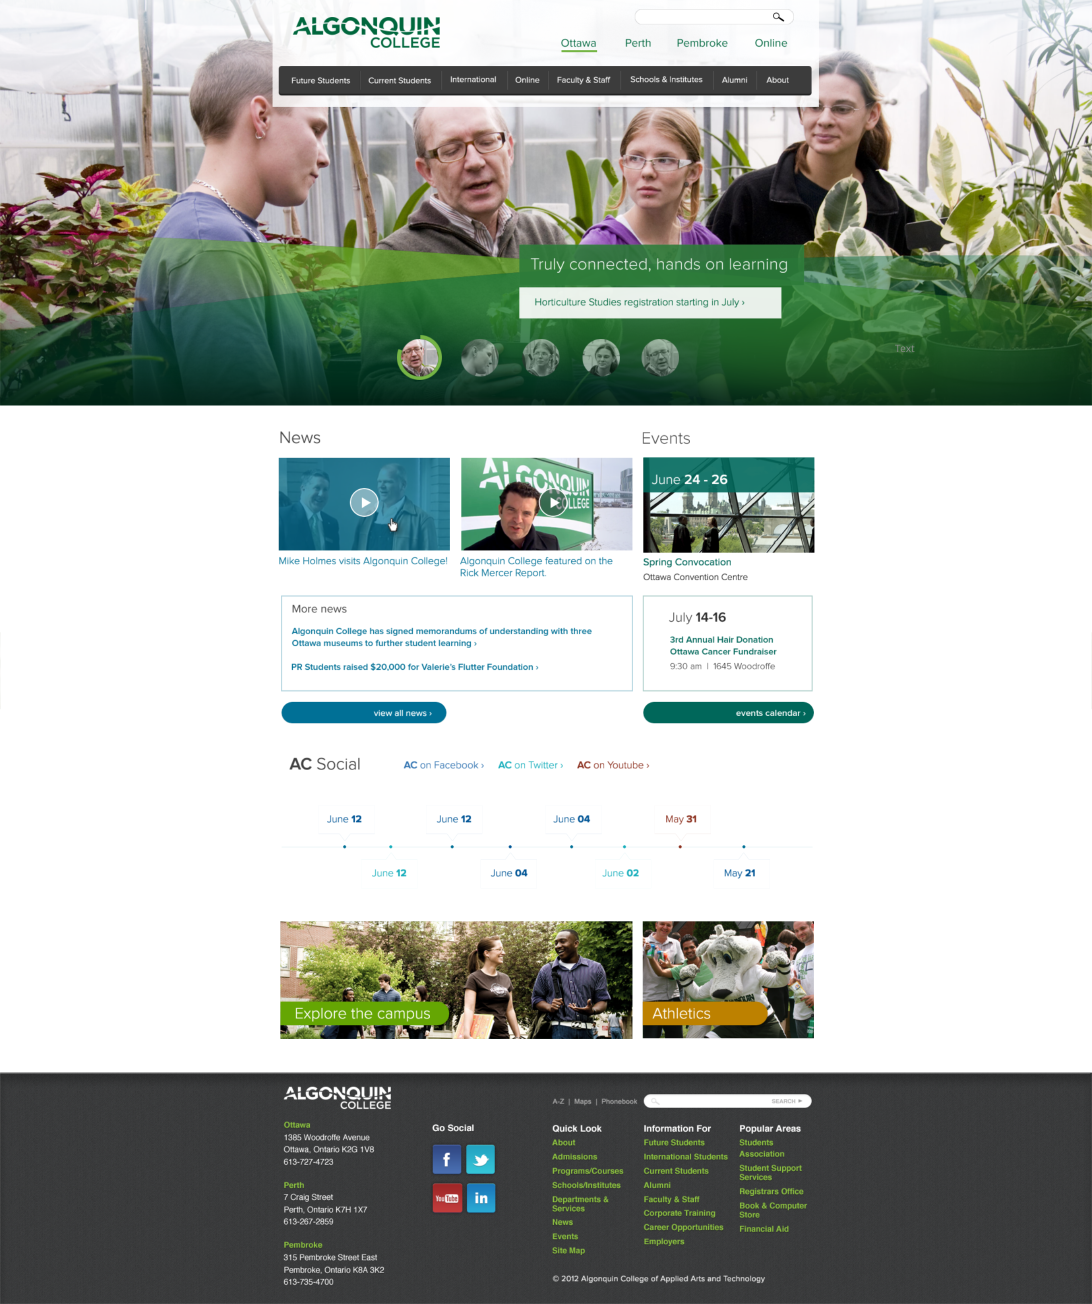 ALGONQUIN
COLLEGE
Ottawa Perth Pembroke Online
Future Students Current Students International Online Faculty & Staff Schools & Institutes Alumni About
Truly connected, hands on learning
Horticulture Studies registration starting in July ›
Text
News
ALGONQUIN
COLLEGE
Mike Holmes visits Algonquin College!
Algonquin College featured on the
Rick Mercer Report.
More news
Algonquin College has signed memorandums of understanding with three
Ottawa museums to further student learning ›
PR Students raised $20,000 for Valerie's Flutter Foundation ›
view all news ›
Events
June 24 - 26
Spring Convocation
Ottawa Convention Centre
July 14-16
3rd Annual Hair Donation
Ottawa Cancer Fundraiser
9:30 am | 1645 Woodroffe
events calendar ›
AC Social AC on Facebook › AC on Twitter › AC on Youtube ›
June 12 June 12 June 04 May 31
June 12 June 04 June 02 May 21
Explore the campus
Athletics
ALGONQUIN
COLLEGE
Ottawa
1385 Woodroffe Avenue
Ottawa, Ontario K2G 1V8
613-727-4723
Perth
7 Craig Street
Perth, Ontario K7H 1X7
613-267-2859
Pembroke
315 Pembroke Street East
Pembroke, Ontario K8A 3K2
613-735-4700
Go Social
f
You Tube
in
A-Z | Maps | Phonebook
SEARCH ►
Quick Look
About
Admissions
Programs/Courses
Schools/Institutes
Departments &
Services
News
Events
Site Map
Information For
Future Students
International Students
Current Students
Alumni
Faculty & Staff
Corporate Training
Career Opportunities
Employers
Popular Areas
Students
Association
Student Support
Services
Registrars Office
Book & Computer
Store
Financial Aid
© 2012 Algonquin College of Applied Arts and Technology